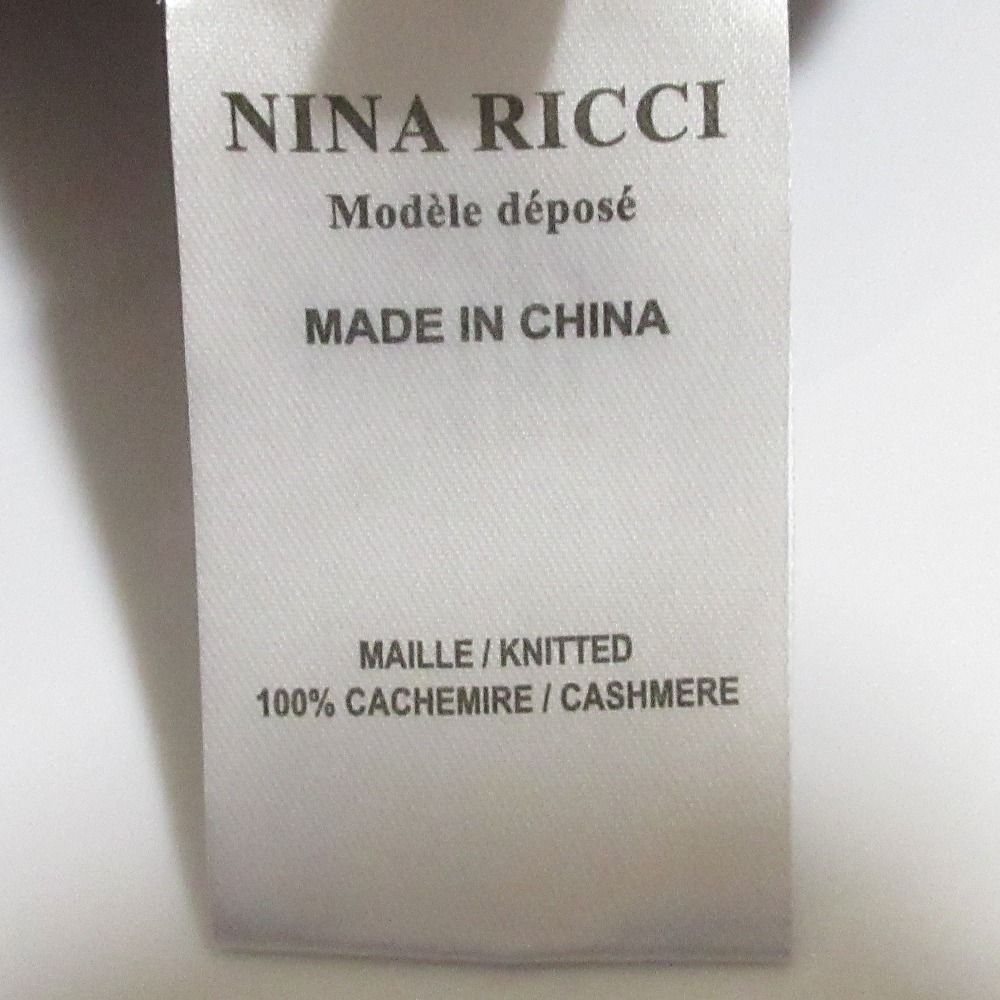 NINA RICCI
Modèle déposé
MADE IN CHINA
MAILLE / KNITTED
100% CACHEMIRE / CASHMERE